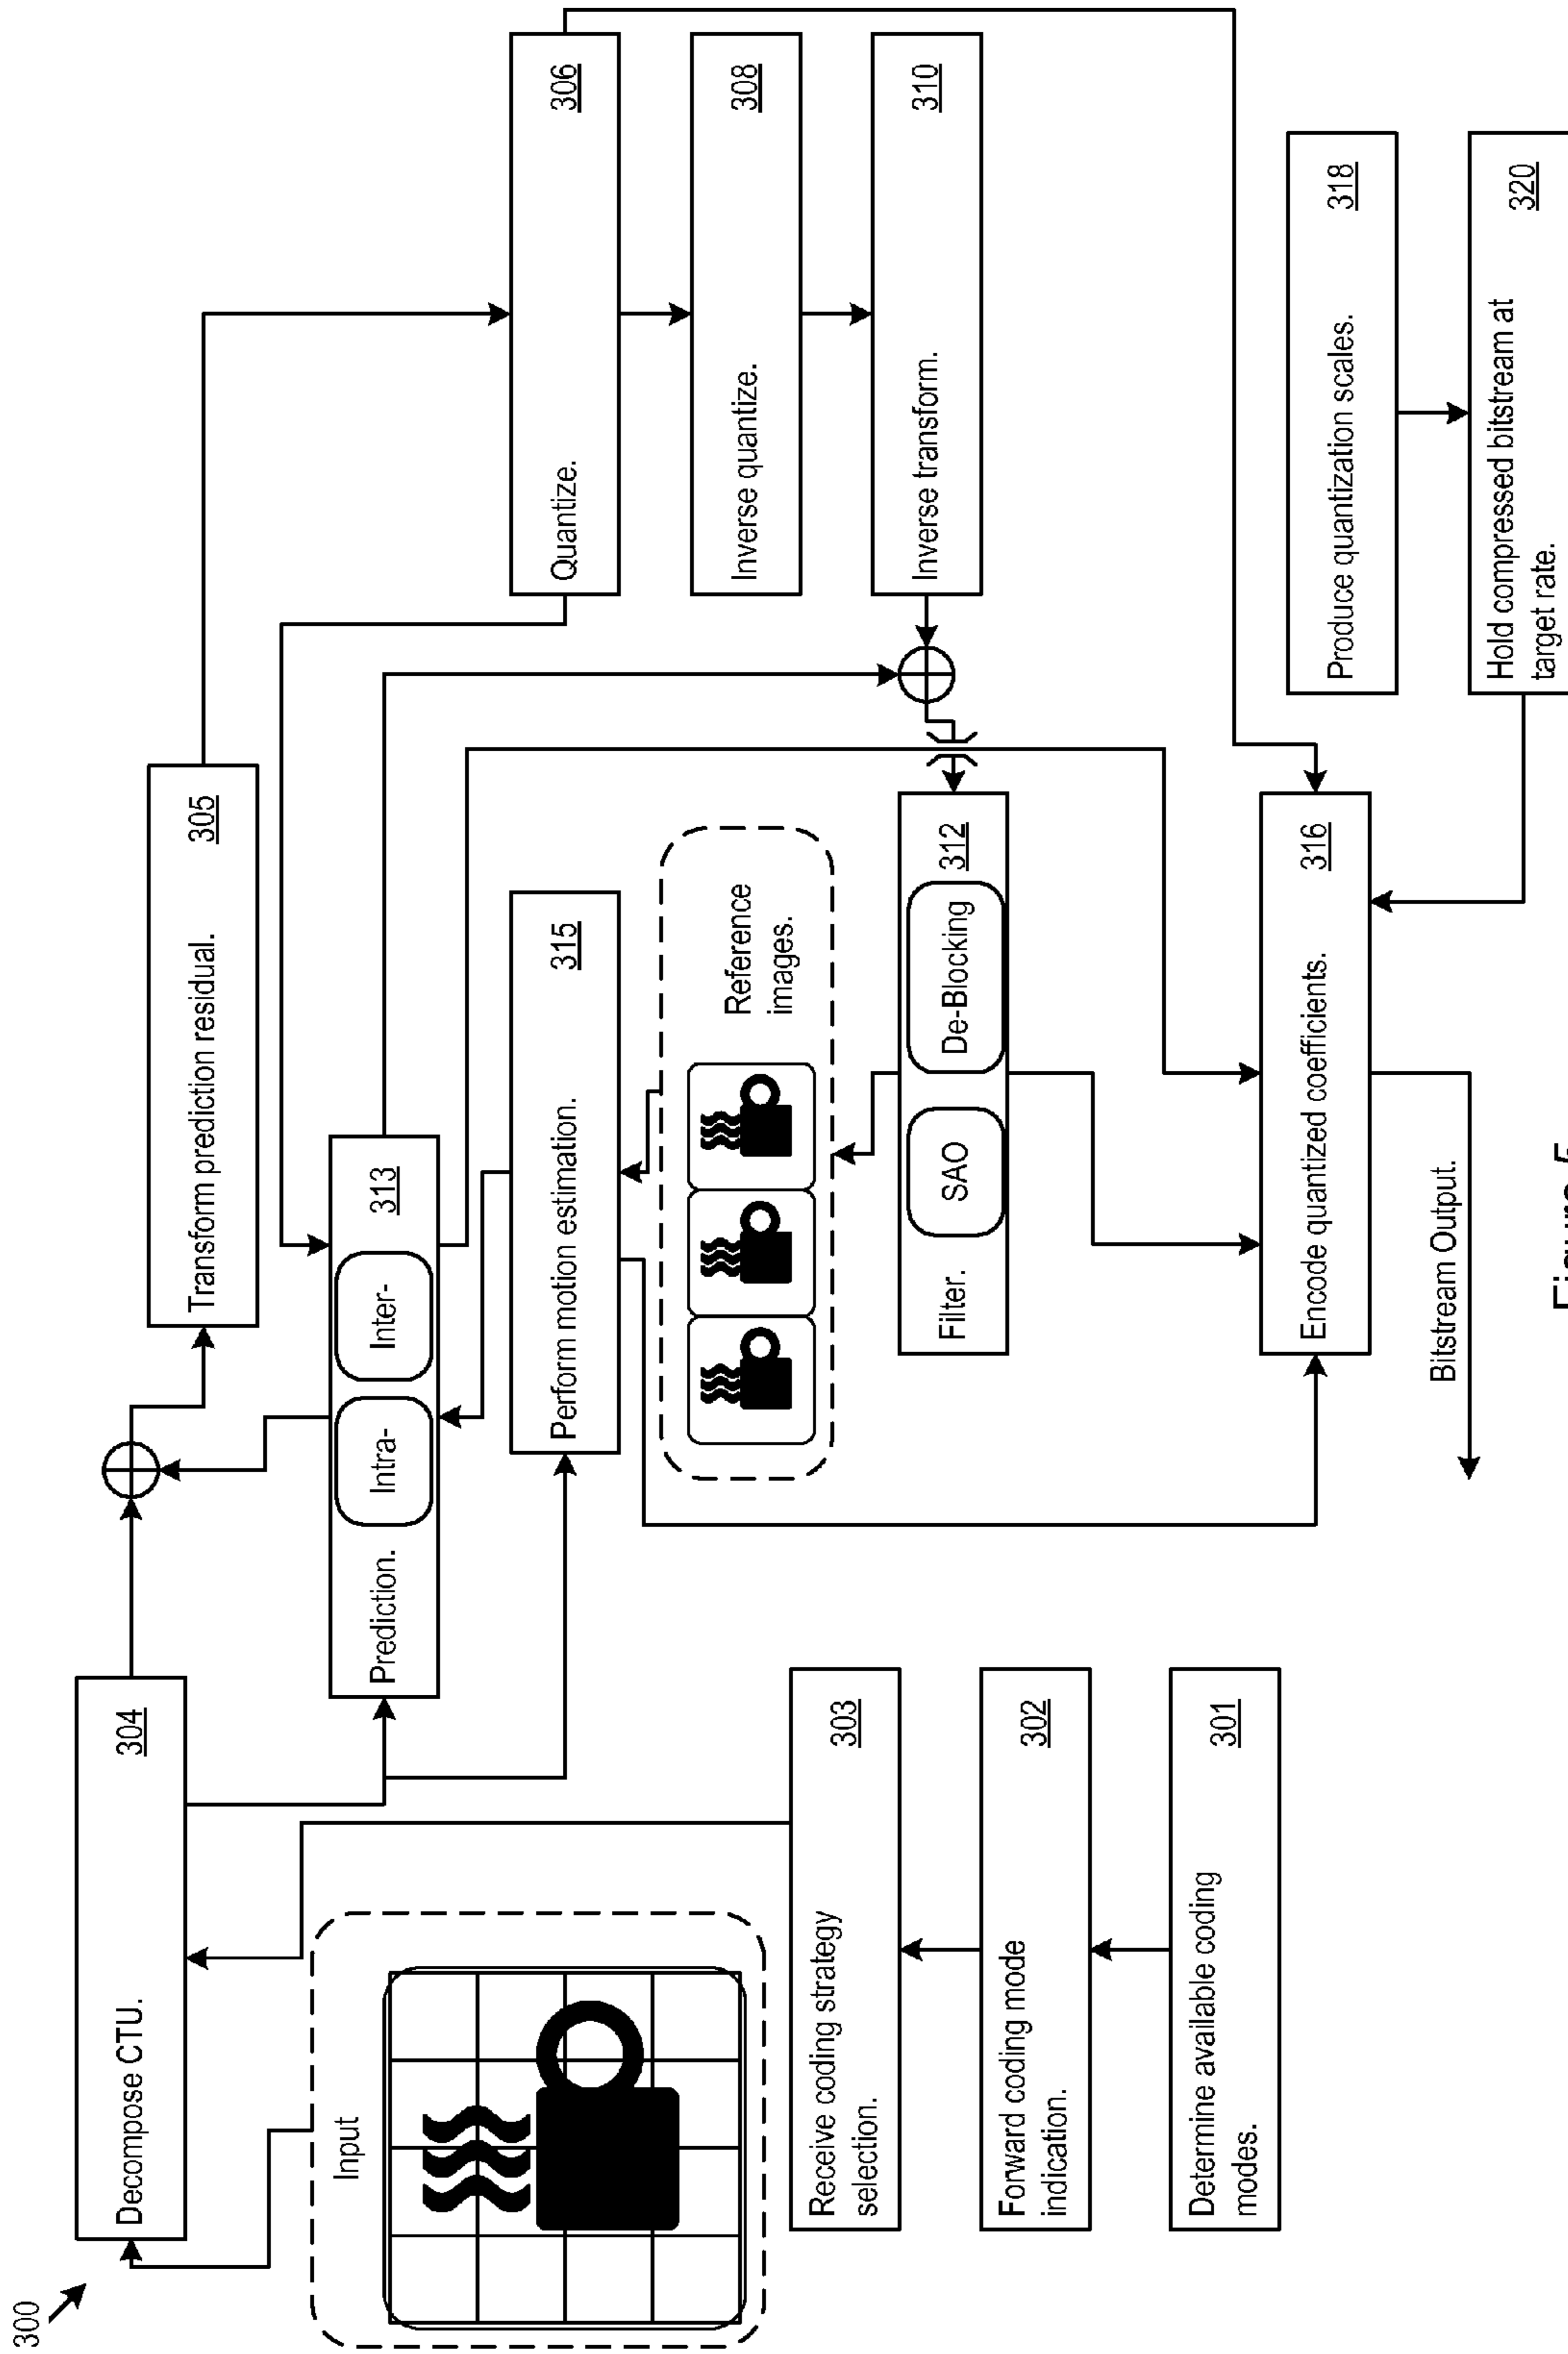 300
Decompose CTU.
304
Input
Receive coding strategy
selection.
303
Forward coding mode
indication.
302
Determine available coding
modes.
301
Transform prediction residual.
305
Prediction.
Intra-
Inter-
313
Perform motion estimation.
315
Reference
images.
Filter.
SAO
De-Blocking
312
Encode quantized coefficients.
316
Bitstream Output.
Quantize.
306
Inverse quantize.
308
Inverse transform.
310
Produce quantization scales.
318
Hold compressed bitstream at
target rate.
320